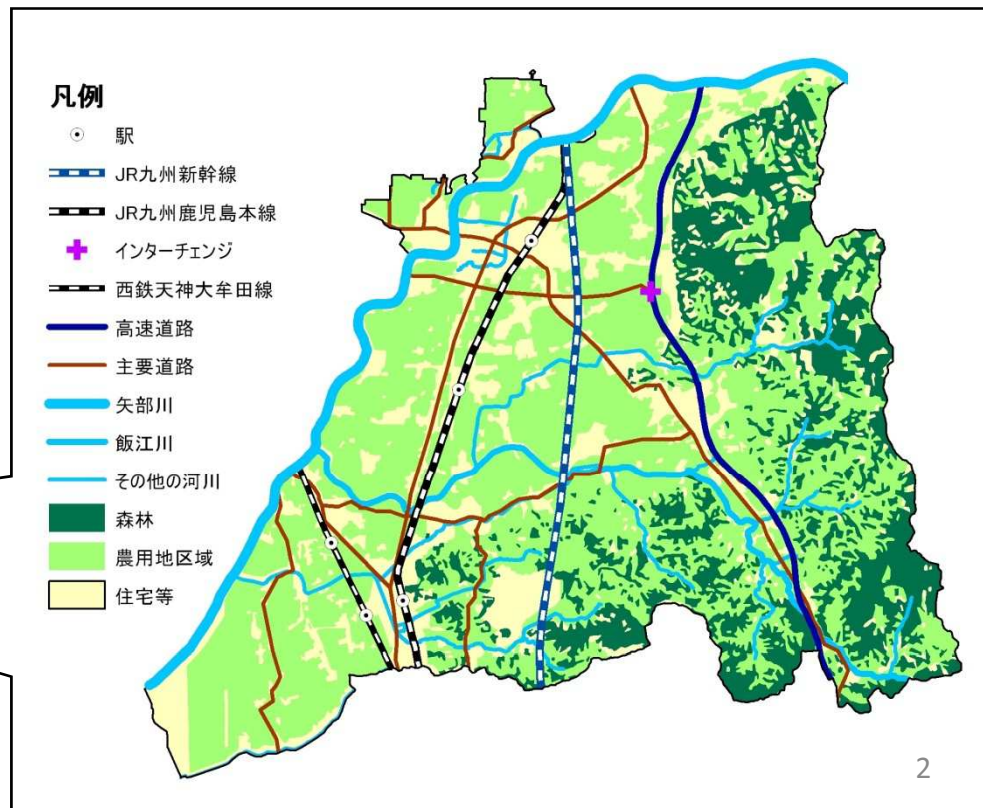 凡例
駅
JR九州新幹線
JR九州鹿児島本線
インターチェンジ
西鉄天神大牟田線
高速道路
主要道路
矢部川
飯江川
その他の河川
森林
農用地区域
住宅等
2